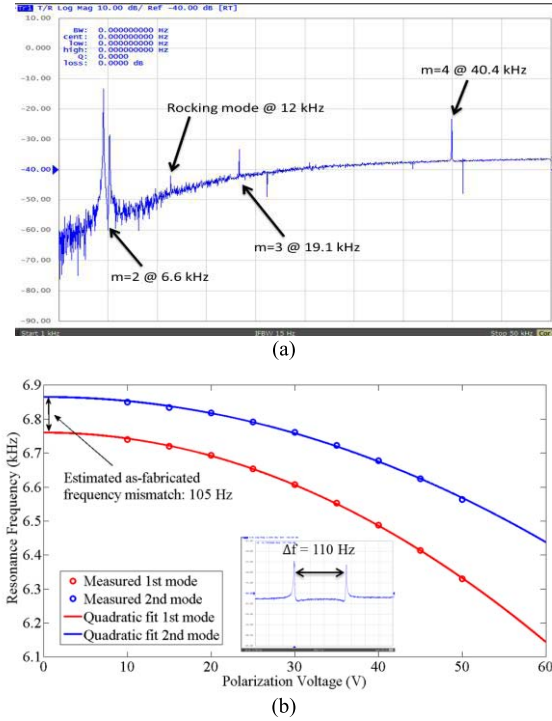 Tr1 T/R Log Mag 10.00 dB/ Ref -40.00 dB [RT]
10.00
BW: 0.000000000 Hz
cent: 0.000000000 Hz
low: 0.000000000 Hz
high: 0.000000000 Hz
Q: 0.0000
loss: 0.0000 dB
0.000
-10.00
-20.00
-30.00
-40.00
-50.00
-60.00
-70.00
-80.00
-90.00
m=4 @ 40.4 kHz
Rocking mode @ 12 kHz
m=3 @ 19.1 kHz
m=2 @ 6.6 kHz
Start 1 kHz
IFBW 15 Hz
Stop 50 kHz
(a)
6.9
6.8
6.7
6.6
6.5
6.4
6.3
6.2
6.1
Resonance Frequency (kHz)
Estimated as-fabricated
frequency mismatch: 105 Hz
Δf = 110 Hz
Measured 1st mode
Measured 2nd mode
Quadratic fit 1st mode
Quadratic fit 2nd mode
10
20
30
40
50
60
Polarization Voltage (V)
(b)